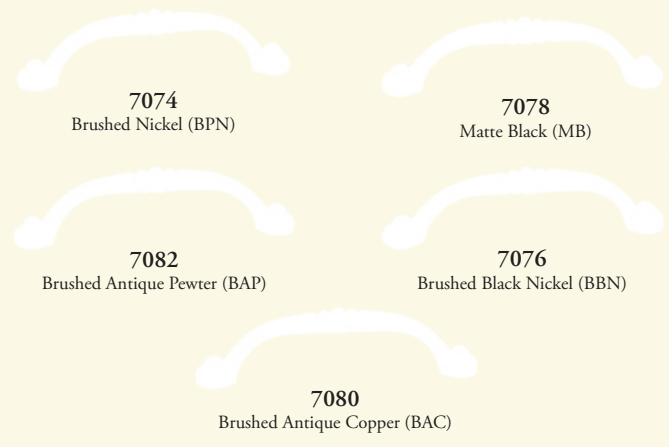 7074
Brushed Nickel (BPN)
7078
Matte Black (MB)
7082
Brushed Antique Pewter (BAP)
7076
Brushed Black Nickel (BBN)
7080
Brushed Antique Copper (BAC)